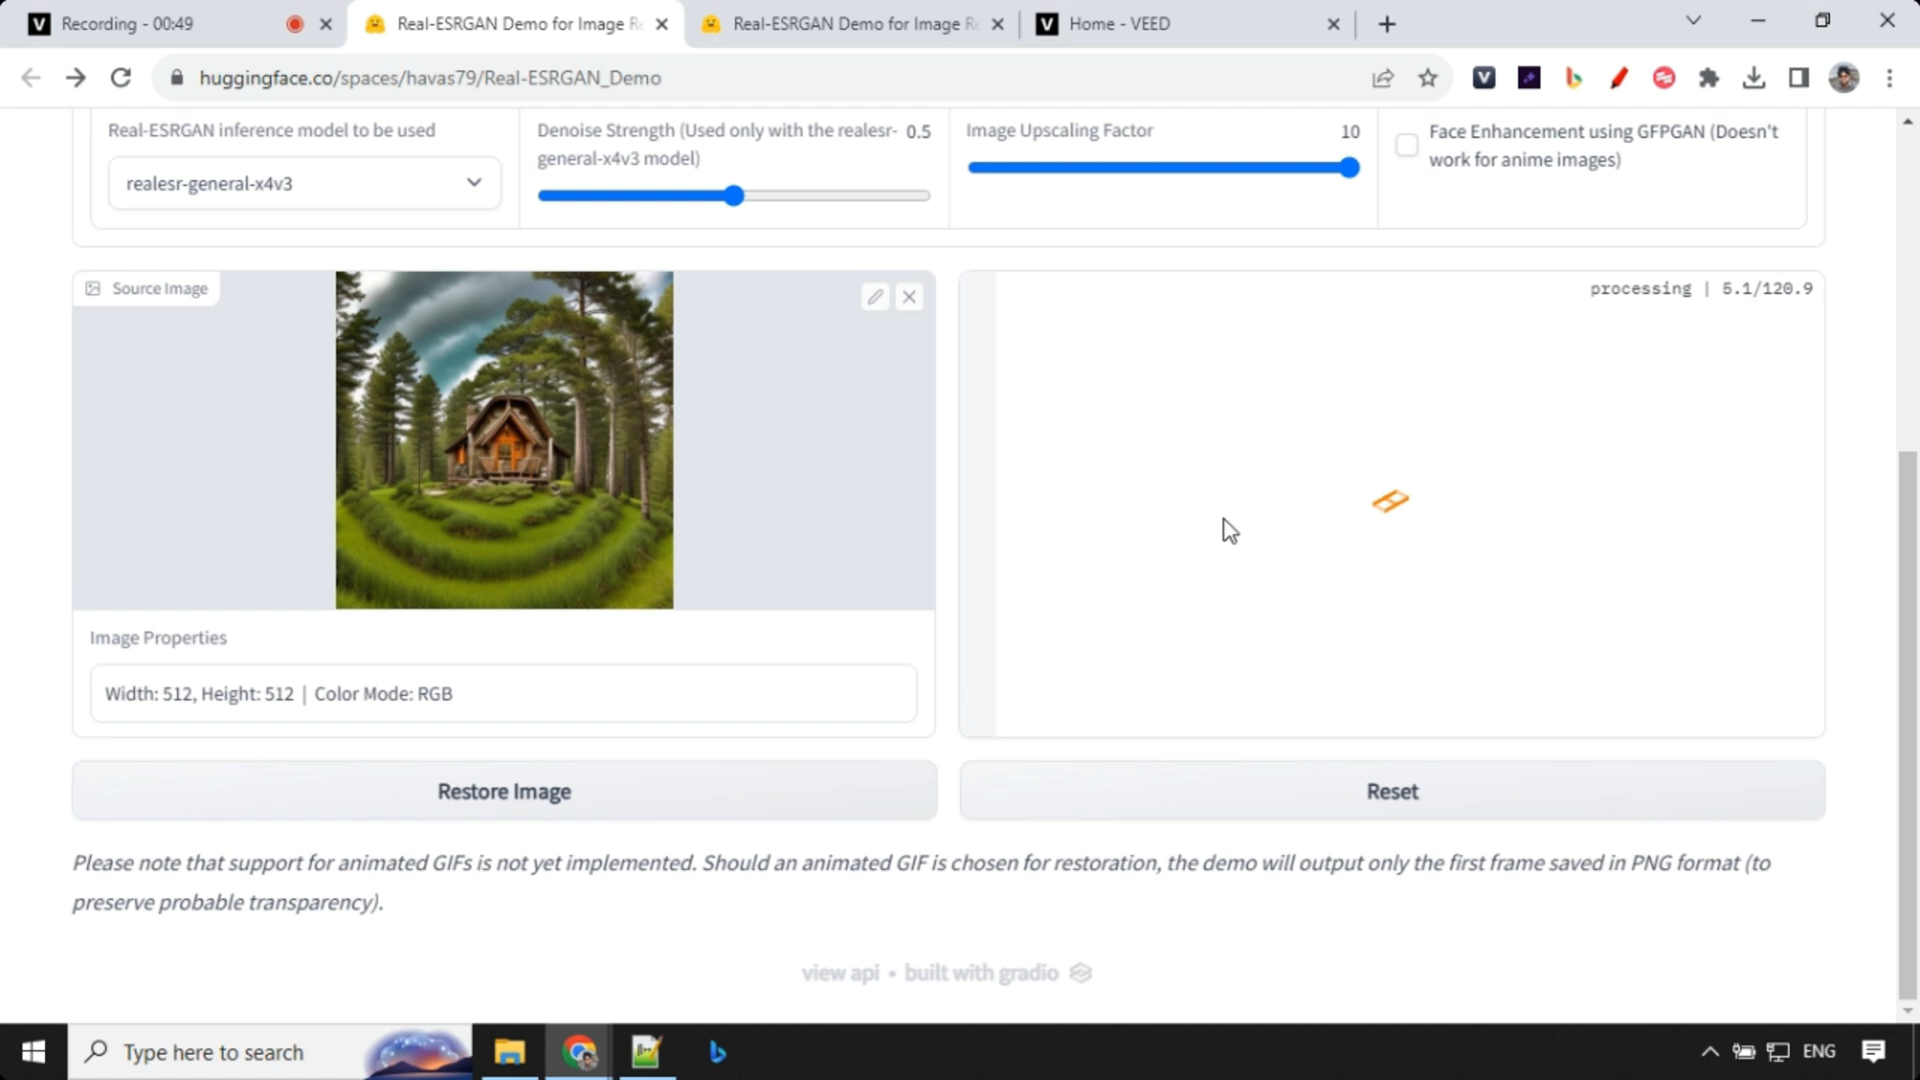 Recording - 00:49
Real-ESRGAN Demo for Image Re
Real-ESRGAN Demo for Image Re
Home - VEED
huggingface.co/spaces/havas79/Real-ESRGAN_Demo
Real-ESRGAN inference model to be used
realesr-general-x4v3
Denoise Strength (Used only with the realesr-
general-x4v3 model)
0.5
Image Upscaling Factor
10
Face Enhancement using GFPGAN (Doesn't
work for anime images)
Source Image
processing | 5.1/120.9
Image Properties
Width: 512, Height: 512 | Color Mode: RGB
Restore Image
Reset
Please note that support for animated GIFs is not yet implemented. Should an animated GIF is chosen for restoration, the demo will output only the first frame saved in PNG format (to
preserve probable transparency).
view api • built with gradio
Type here to search
ENG